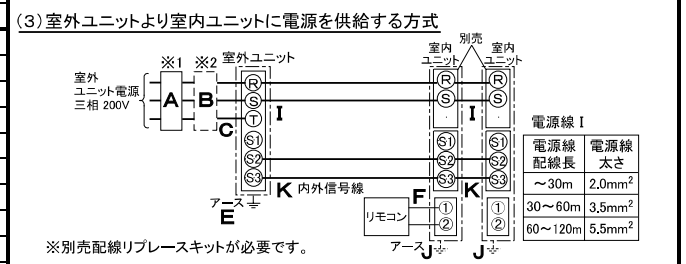 (3)室外ユニットより室内ユニットに電源を供給する方式
※1 ※2 室外ユニット
別売
室内ユニット
室内ユニット
室外
ユニット電源
三相 200V
A
B
C
R
S
T
S1
S2
S3
I
R
S
S1
S2
S3
I
R
S
S1
S2
S3
K 内外信号線
K
アース
E
F
リモコン
①
②
①
②
アース J
J
※別売配線リプレースキットが必要です。
電源線 I
電源線配線長 電源線太さ
～30m 2.0mm²
30～60m 3.5mm²
60～120m 5.5mm²